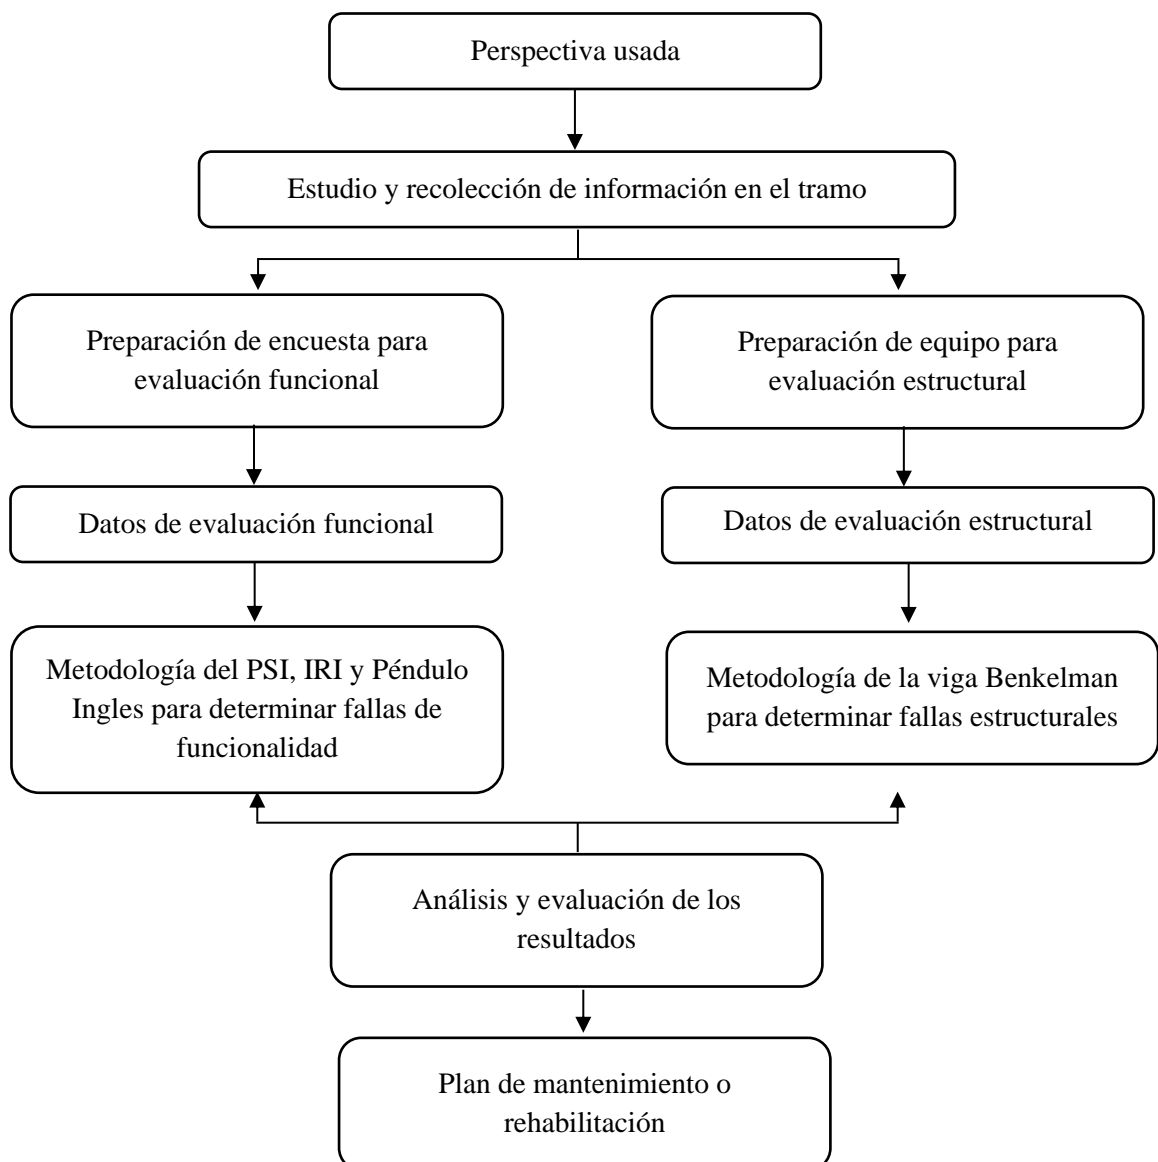 Perspectiva usada
Estudio y recolección de información en el tramo
Preparación de encuesta para
evaluación funcional
Preparación de equipo para
evaluación estructural
Datos de evaluación funcional
Datos de evaluación estructural
Metodología del PSI, IRI y Péndulo
Ingles para determinar fallas de
funcionalidad
Metodología de la viga Benkelman
para determinar fallas estructurales
Análisis y evaluación de los
resultados
Plan de mantenimiento o
rehabilitación